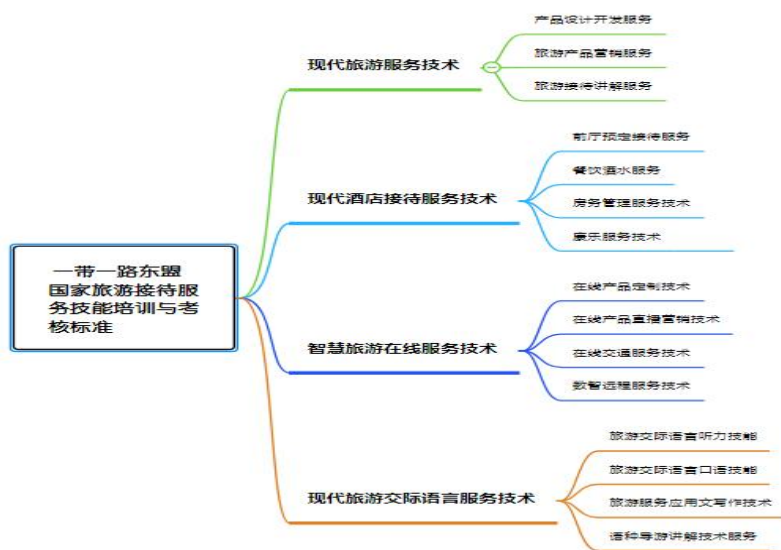 现代旅游服务技术
产品设计开发服务
旅游产品营销服务
旅游接待讲解服务
现代酒店接待服务技术
前厅预定接待服务
餐饮酒水服务
房务管理服务技术
康乐服务技术
一带一路东盟
国家旅游接待服
务技能培训与考
核标准
智慧旅游在线服务技术
在线产品定制技术
在线产品直播营销技术
在线交通服务技术
数智远程服务技术
现代旅游交际语言服务技术
旅游交际语言听力技能
旅游交际语言口语技能
旅游服务应用文写作技术
语种导游讲解技术服务